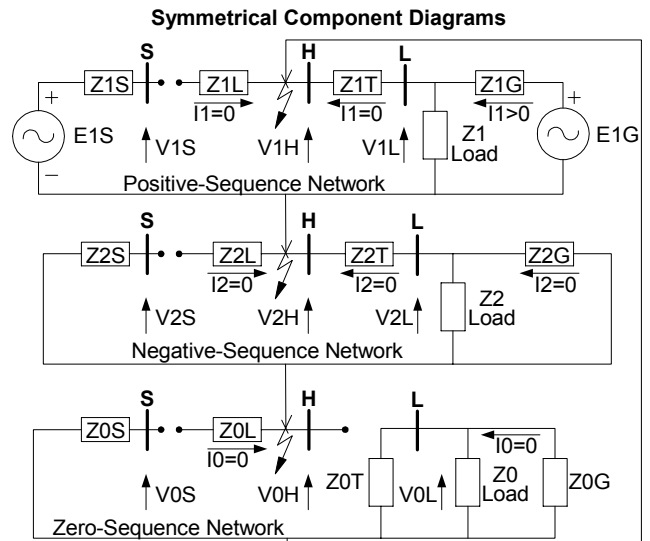 Symmetrical Component Diagrams
S H L
Z1S Z1L Z1T Z1G
+ I1=0 I1=0 I1>0 +
E1S V1S V1H V1L Z1 Load E1G
–
Positive-Sequence Network
S H L
Z2S Z2L Z2T Z2G
I2=0 I2=0 I2=0
V2S V2H V2L Z2 Load
Negative-Sequence Network
S H L
Z0S Z0L
I0=0 I0=0
V0S V0H Z0T V0L Z0 Load Z0G
Zero-Sequence Network